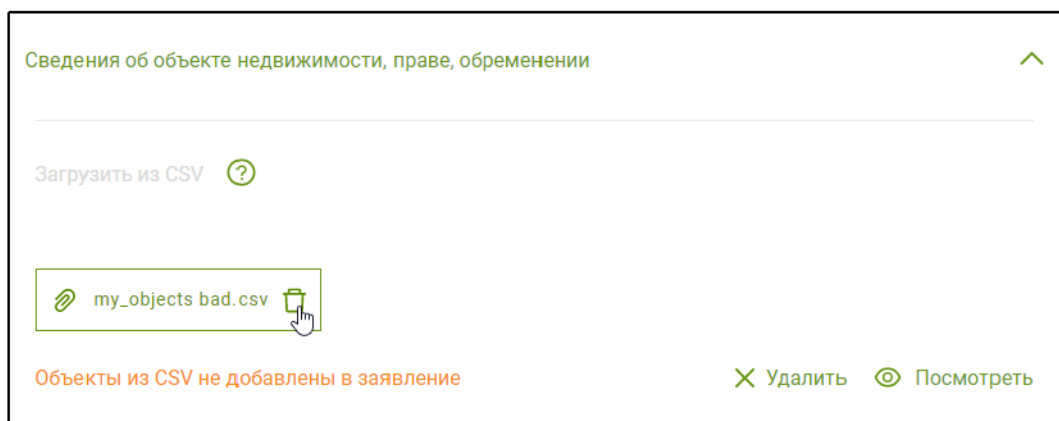 Сведения об объекте недвижимости, праве, обременении
Загрузить из CSV ?
my_objects bad.csv
Объекты из CSV не добавлены в заявление Удалить Посмотреть